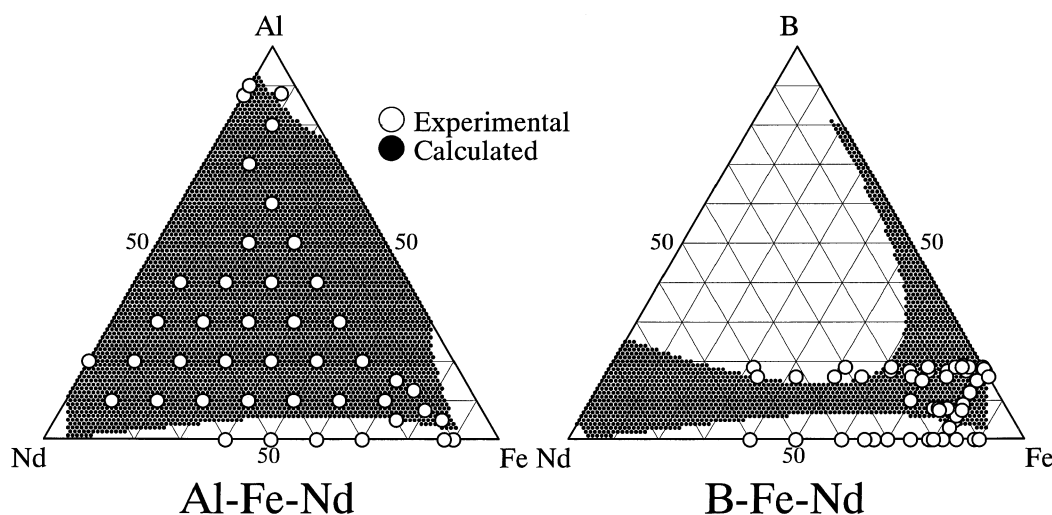 Al
B
Experimental
Calculated
50
50
50
50
Nd
50
Fe
Nd
50
Fe
Al-Fe-Nd
B-Fe-Nd